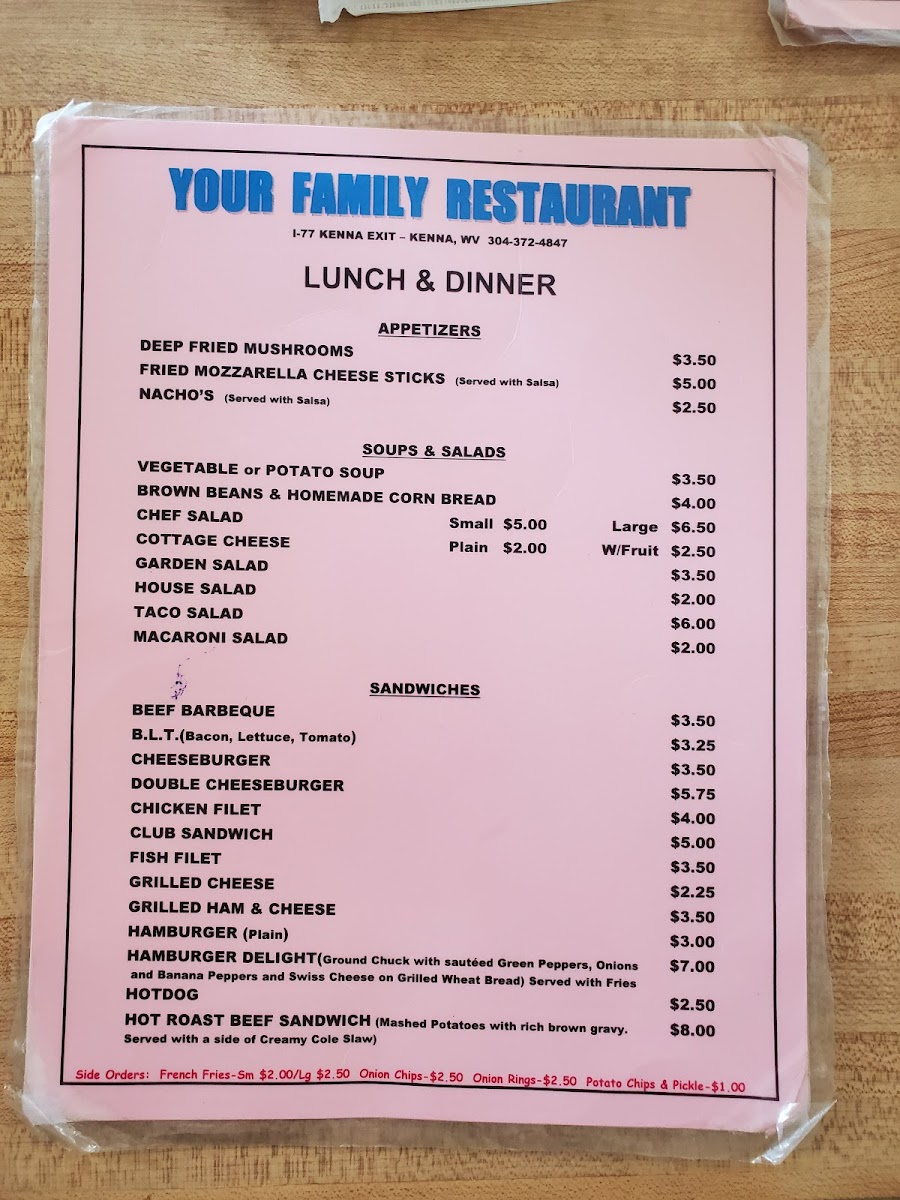 YOUR FAMILY RESTAURANT
I-77 KENNA EXIT – KENNA, WV 304-372-4847
LUNCH & DINNER
APPETIZERS
DEEP FRIED MUSHROOMS $3.50
FRIED MOZZARELLA CHEESE STICKS (Served with Salsa) $5.00
NACHO'S (Served with Salsa) $2.50
SOUPS & SALADS
VEGETABLE or POTATO SOUP $3.50
BROWN BEANS & HOMEMADE CORN BREAD $4.00
CHEF SALAD Small $5.00 Large $6.50
COTTAGE CHEESE Plain $2.00 W/Fruit $2.50
GARDEN SALAD $3.50
HOUSE SALAD $2.00
TACO SALAD $6.00
MACARONI SALAD $2.00
SANDWICHES
BEEF BARBEQUE $3.50
B.L.T.(Bacon, Lettuce, Tomato) $3.25
CHEESEBURGER $3.50
DOUBLE CHEESEBURGER $5.75
CHICKEN FILET $4.00
CLUB SANDWICH $5.00
FISH FILET $3.50
GRILLED CHEESE $2.25
GRILLED HAM & CHEESE $3.50
HAMBURGER (Plain) $3.00
HAMBURGER DELIGHT(Ground Chuck with sautéed Green Peppers, Onions $7.00
and Banana Peppers and Swiss Cheese on Grilled Wheat Bread) Served with Fries
HOTDOG $2.50
HOT ROAST BEEF SANDWICH (Mashed Potatoes with rich brown gravy. $8.00
Served with a side of Creamy Cole Slaw)
Side Orders: French Fries-Sm $2.00/Lg $2.50 Onion Chips-$2.50 Onion Rings-$2.50 Potato Chips & Pickle-$1.00